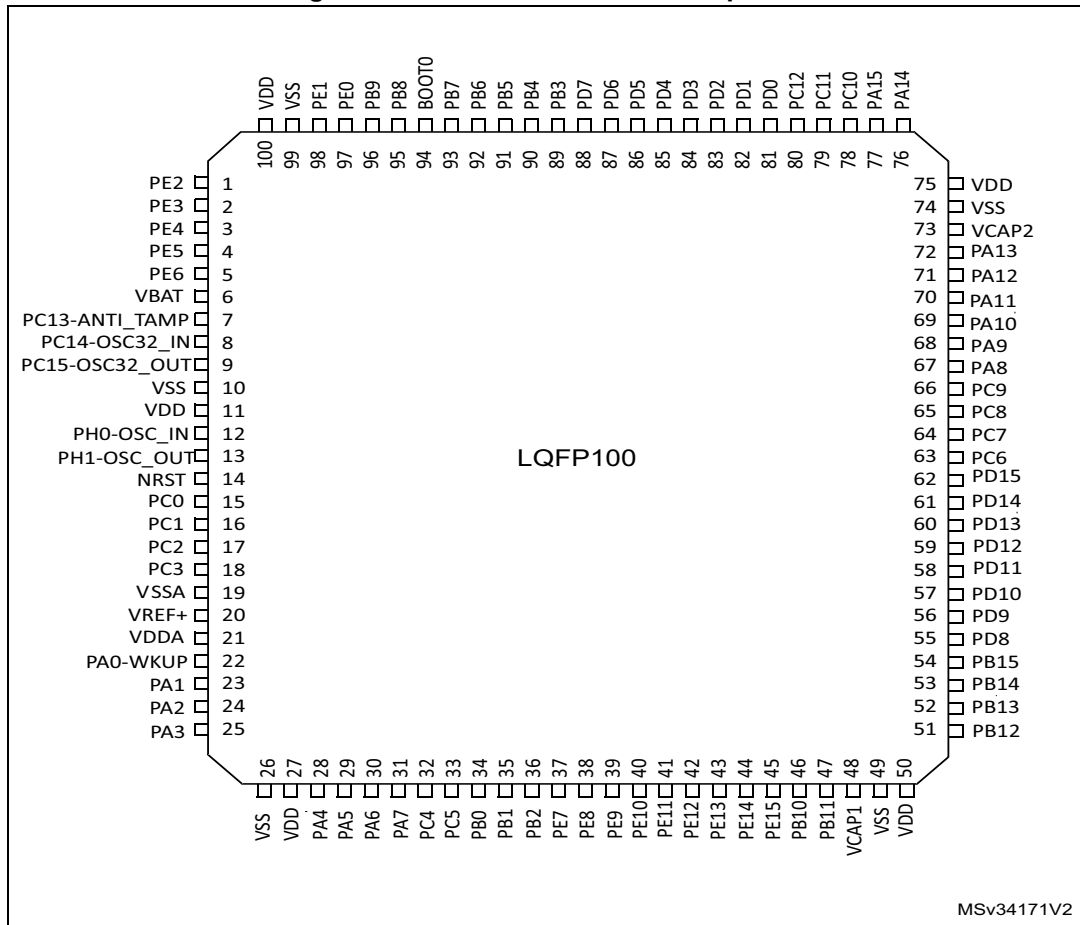 100 VDD
99 VSS
98 PE1
97 PE0
96 PB9
95 PB8
94 BOOT0
93 PB7
92 PB6
91 PB5
90 PB4
89 PB3
88 PD7
87 PD6
86 PD5
85 PD4
84 PD3
83 PD2
82 PD1
81 PD0
80 PC12
79 PC11
78 PC10
77 PA15
76 PA14
PE2 1
PE3 2
PE4 3
PE5 4
PE6 5
VBAT 6
PC13-ANTI_TAMP 7
PC14-OSC32_IN 8
PC15-OSC32_OUT 9
VSS 10
VDD 11
PH0-OSC_IN 12
PH1-OSC_OUT 13
NRST 14
PC0 15
PC1 16
PC2 17
PC3 18
VSSA 19
VREF+ 20
VDDA 21
PA0-WKUP 22
PA1 23
PA2 24
PA3 25
LQFP100
75 VDD
74 VSS
73 VCAP2
72 PA13
71 PA12
70 PA11
69 PA10
68 PA9
67 PA8
66 PC9
65 PC8
64 PC7
63 PC6
62 PD15
61 PD14
60 PD13
59 PD12
58 PD11
57 PD10
56 PD9
55 PD8
54 PB15
53 PB14
52 PB13
51 PB12
VSS 26
VDD 27
PA4 28
PA5 29
PA6 30
PA7 31
PC4 32
PC5 33
PB0 34
PB1 35
PB2 36
PE7 37
PE8 38
PE9 39
PE10 40
PE11 41
PE12 42
PE13 43
PE14 44
PE15 45
PB10 46
PB11 47
VCAP1 48
VSS 49
VDD 50
MSv34171V2